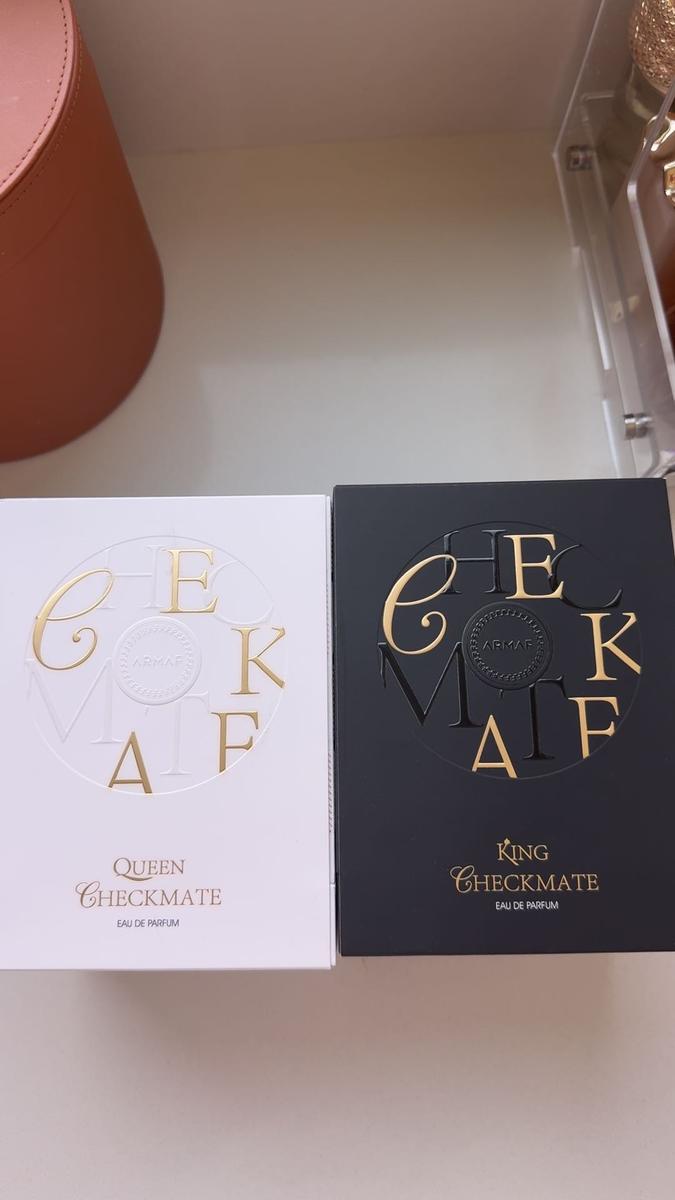 CHECKMATE
ARMAF
QUEEN
CHECKMATE
EAU DE PARFUM
CHECKMATE
ARMAF
KING
CHECKMATE
EAU DE PARFUM